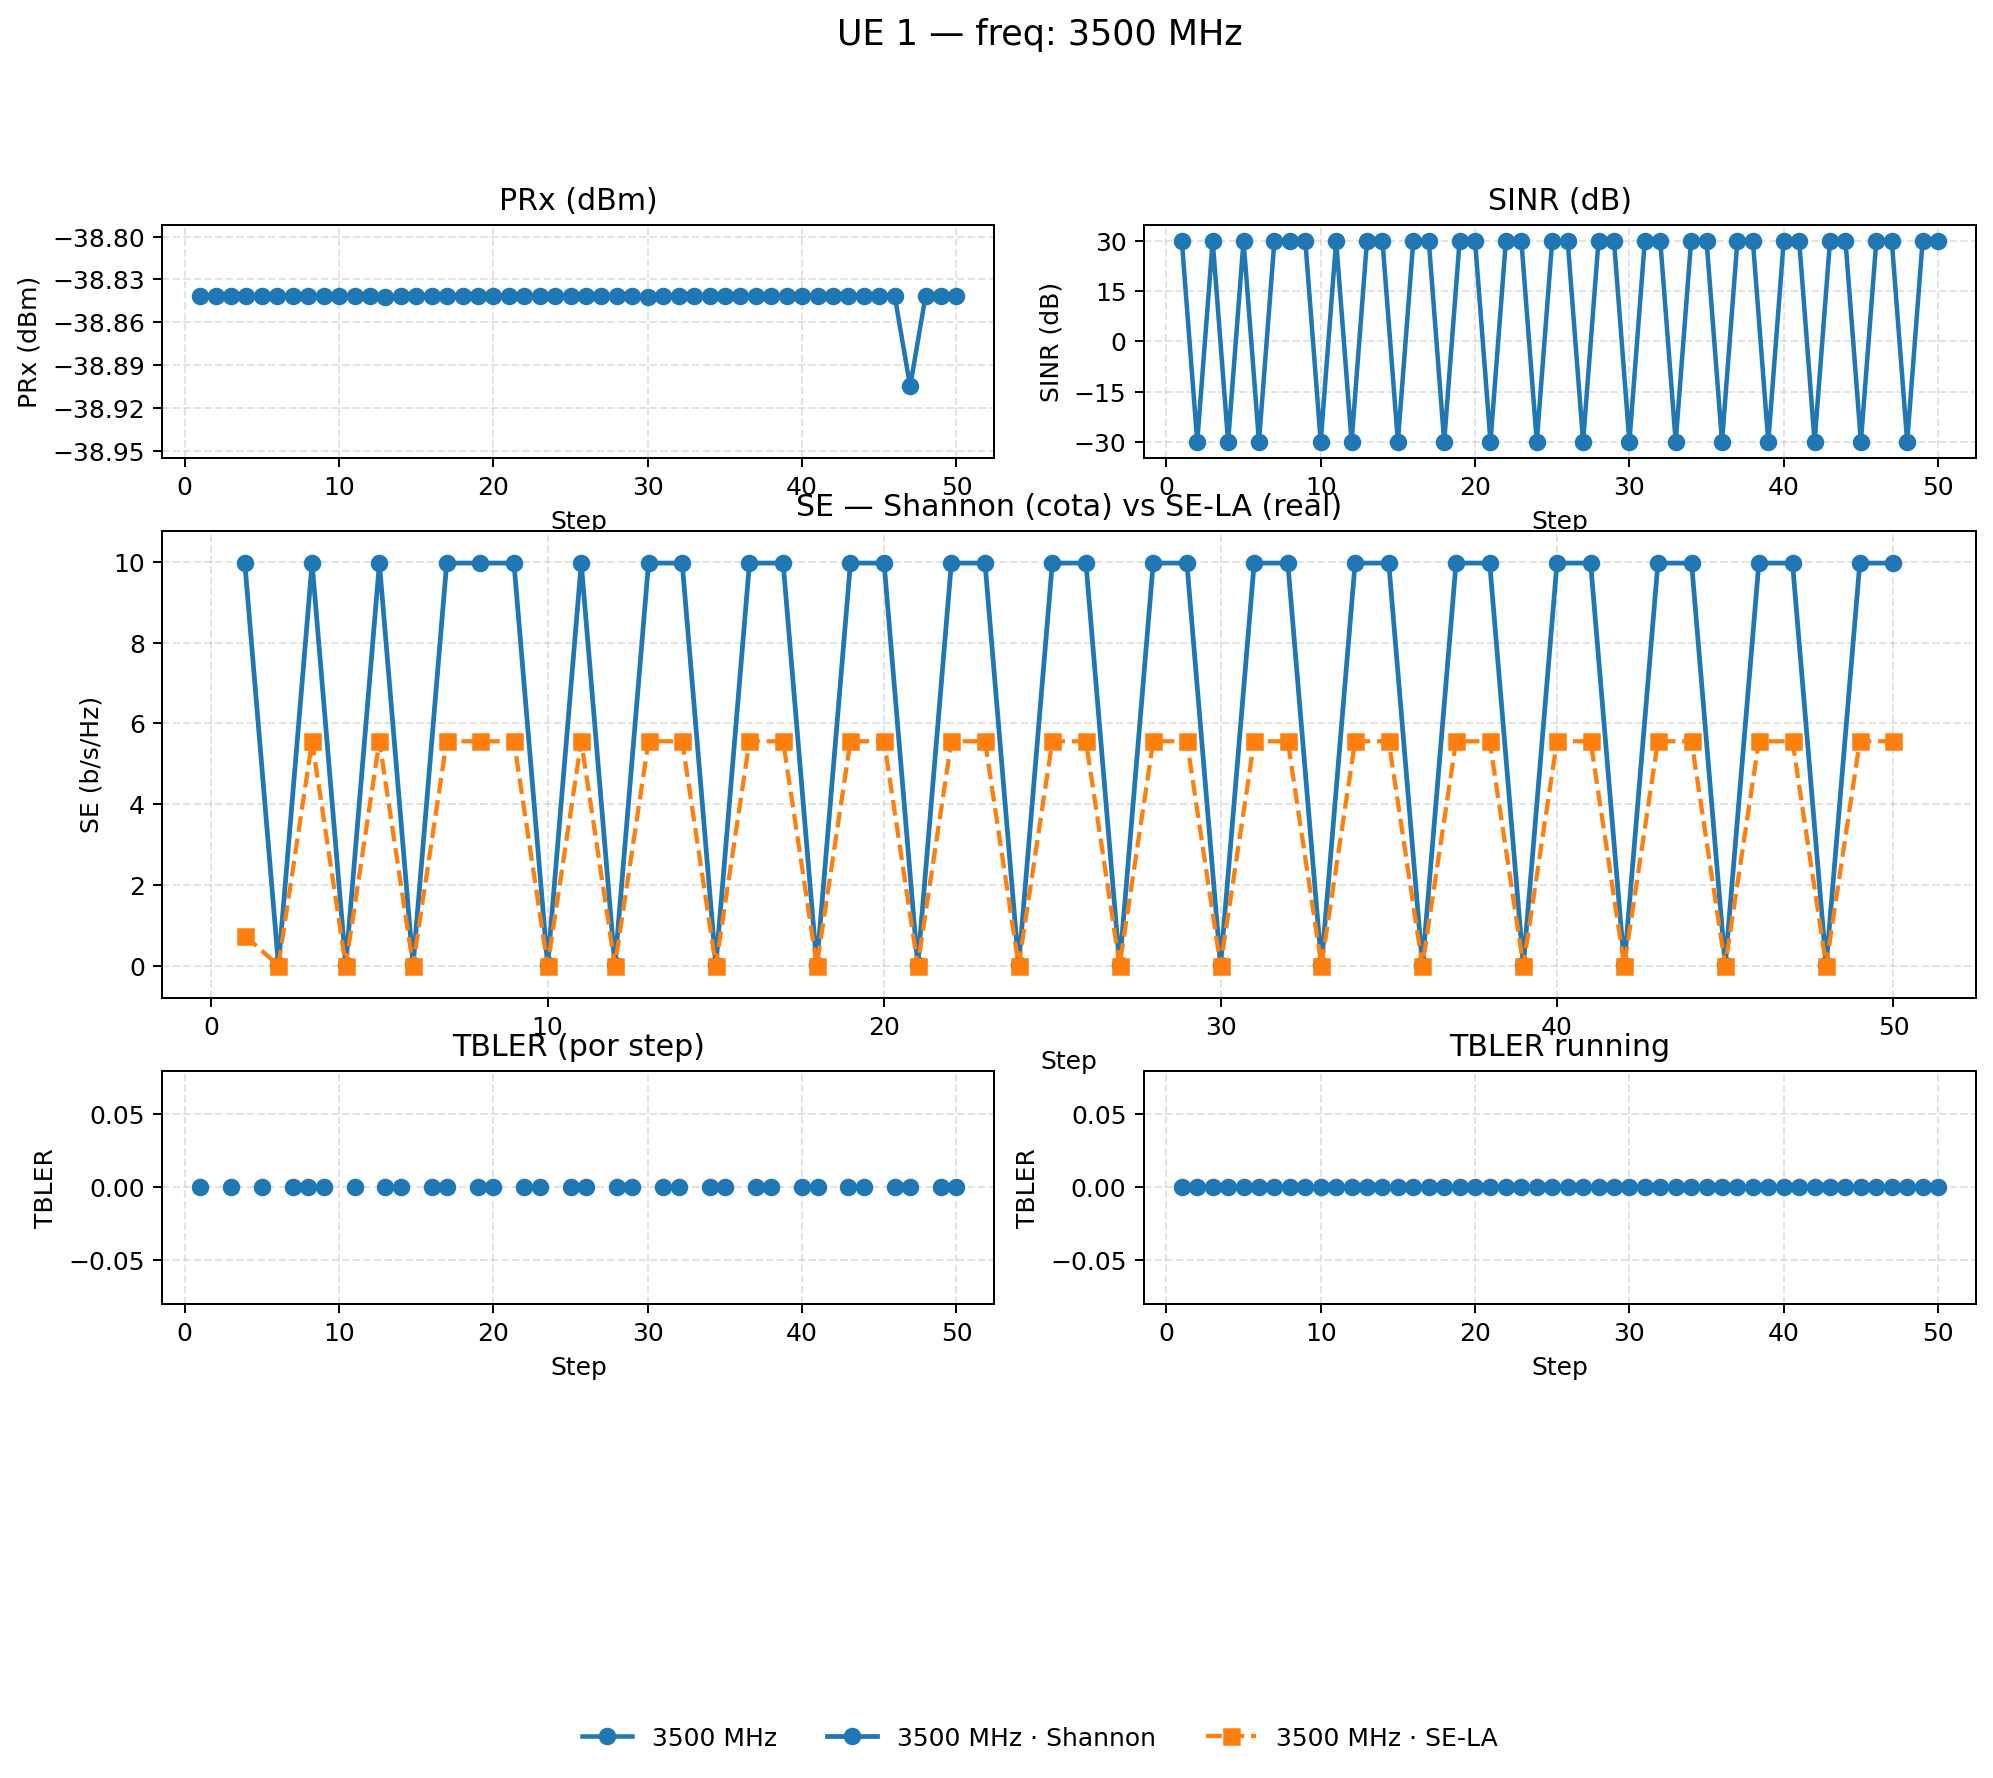 UE 1 — freq: 3500 MHz
PRx (dBm)
PRx (dBm)
−38.80
−38.83
−38.86
−38.89
−38.92
−38.95
0 10 20 30 40 50
Step
SINR (dB)
SINR (dB)
30
15
0
−15
−30
0 10 20 30 40 50
Step
SE — Shannon (cota) vs SE-LA (real)
SE (b/s/Hz)
10
8
6
4
2
0
0 10 20 30 40 50
Step
TBLER (por step)
TBLER
0.05
0.00
−0.05
0 10 20 30 40 50
Step
TBLER running
TBLER
0.05
0.00
−0.05
0 10 20 30 40 50
Step
3500 MHz 3500 MHz · Shannon 3500 MHz · SE-LA